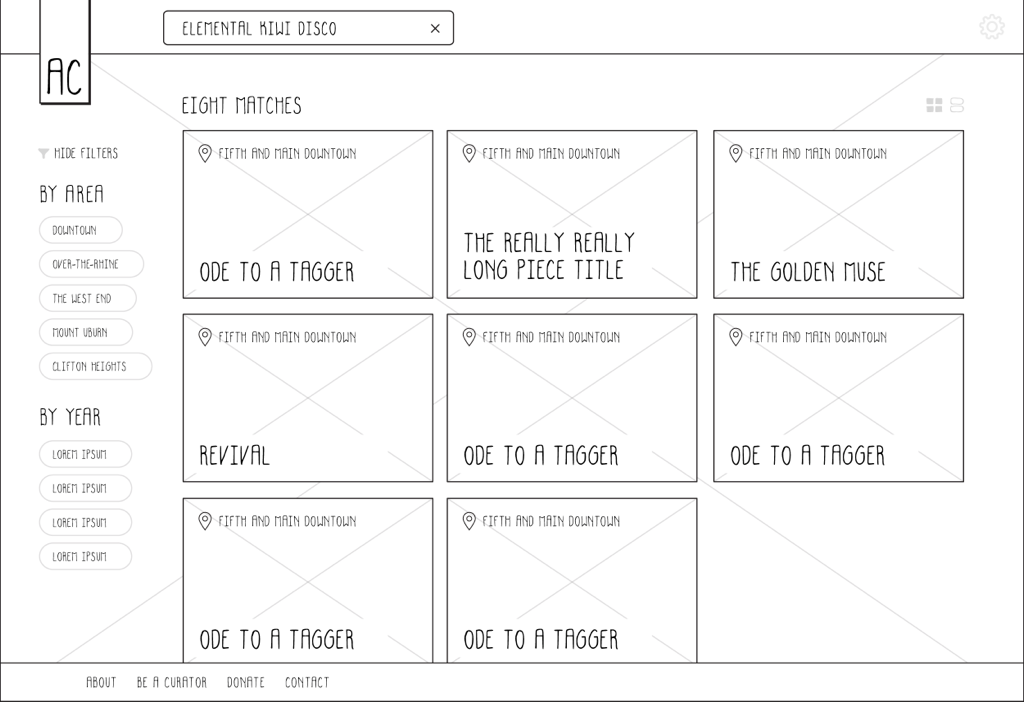 ELEMENTAL KIWI DISCO
AC
EIGHT MATCHES
HIDE FILTERS
BY AREA
DOWNTOWN
OVER-THE-RHINE
THE WEST END
MOUNT UBURN
CLIFTON HEIGHTS
BY YEAR
LOREM IPSUM
LOREM IPSUM
LOREM IPSUM
LOREM IPSUM
FIFTH AND MAIN DOWNTOWN
ODE TO A TAGGER
FIFTH AND MAIN DOWNTOWN
THE REALLY REALLY
LONG PIECE TITLE
FIFTH AND MAIN DOWNTOWN
THE GOLDEN MUSE
FIFTH AND MAIN DOWNTOWN
REVIVAL
FIFTH AND MAIN DOWNTOWN
ODE TO A TAGGER
FIFTH AND MAIN DOWNTOWN
ODE TO A TAGGER
FIFTH AND MAIN DOWNTOWN
ODE TO A TAGGER
FIFTH AND MAIN DOWNTOWN
ODE TO A TAGGER
ABOUT BE A CURATOR DONATE CONTACT